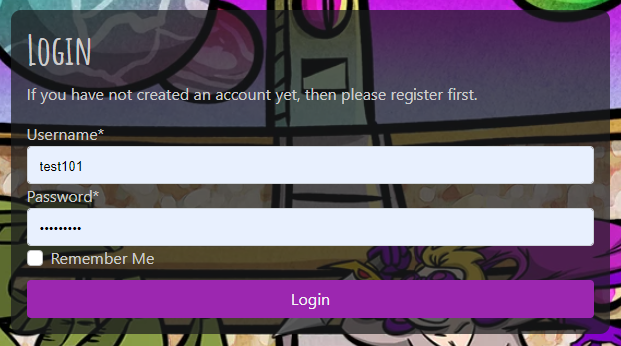 Login
If you have not created an account yet, then please register first.
Username*
test101
Password*
•••••••••
Remember Me
Login